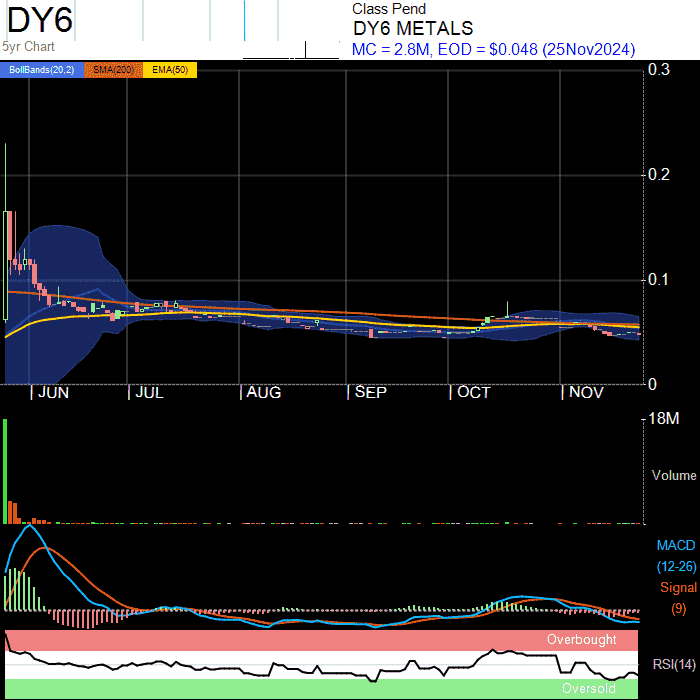 DY6
5yr Chart
Class Pend
DY6 METALS
MC = 2.8M, EOD = $0.048 (25Nov2024)
BollBands(20,2) SMA(200) EMA(50)
0.3
0.2
0.1
0
JUN JUL AUG SEP OCT NOV
18M
Volume
MACD
(12-26)
Signal
(9)
Overbought
RSI(14)
Oversold